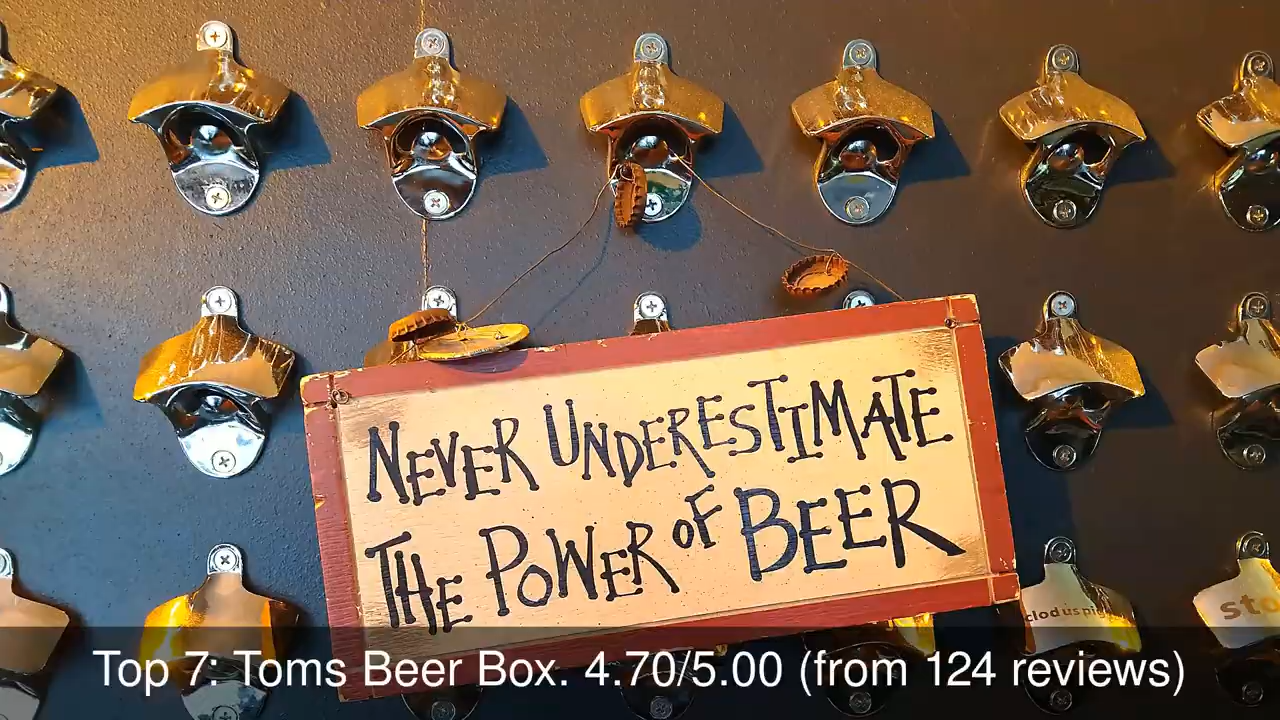 NEVER UNDERESTIMATE
THE POWER OF BEER
Top 7: Toms Beer Box. 4.70/5.00 (from 124 reviews)